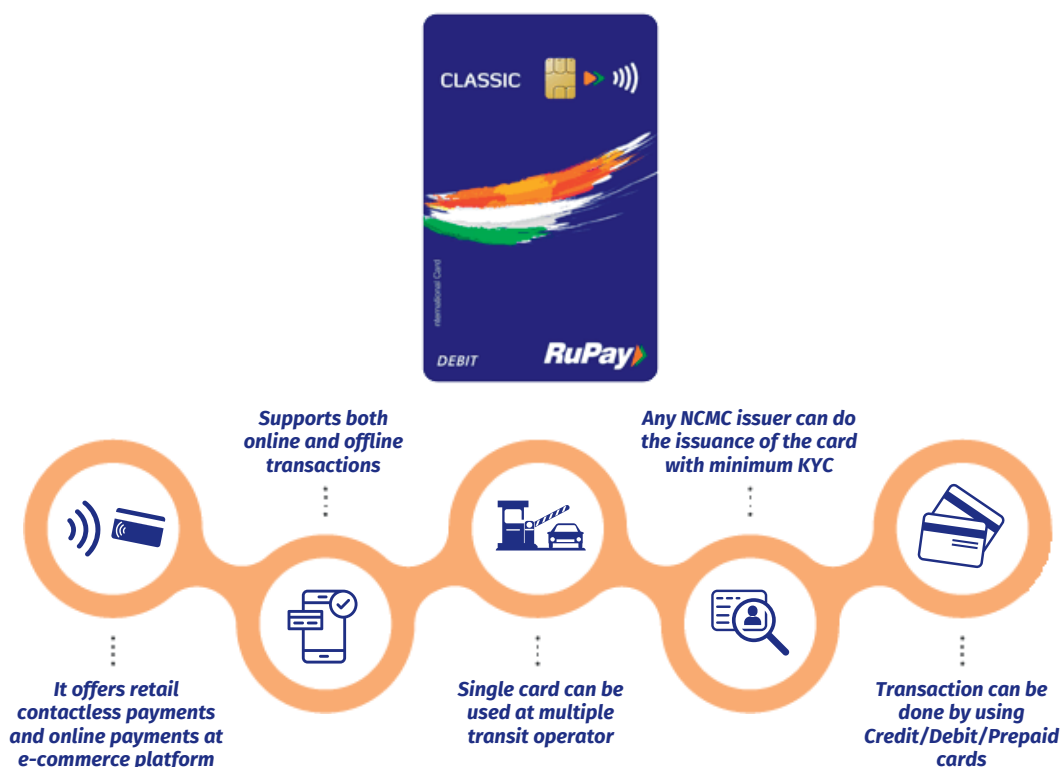 CLASSIC
nternational Card
DEBIT
RuPay
Supports both
online and offline
transactions
Any NCMC issuer can do
the issuance of the card
with minimum KYC
It offers retail
contactless payments
and online payments at
e-commerce platform
Single card can be
used at multiple
transit operator
Transaction can be
done by using
Credit/Debit/Prepaid
cards